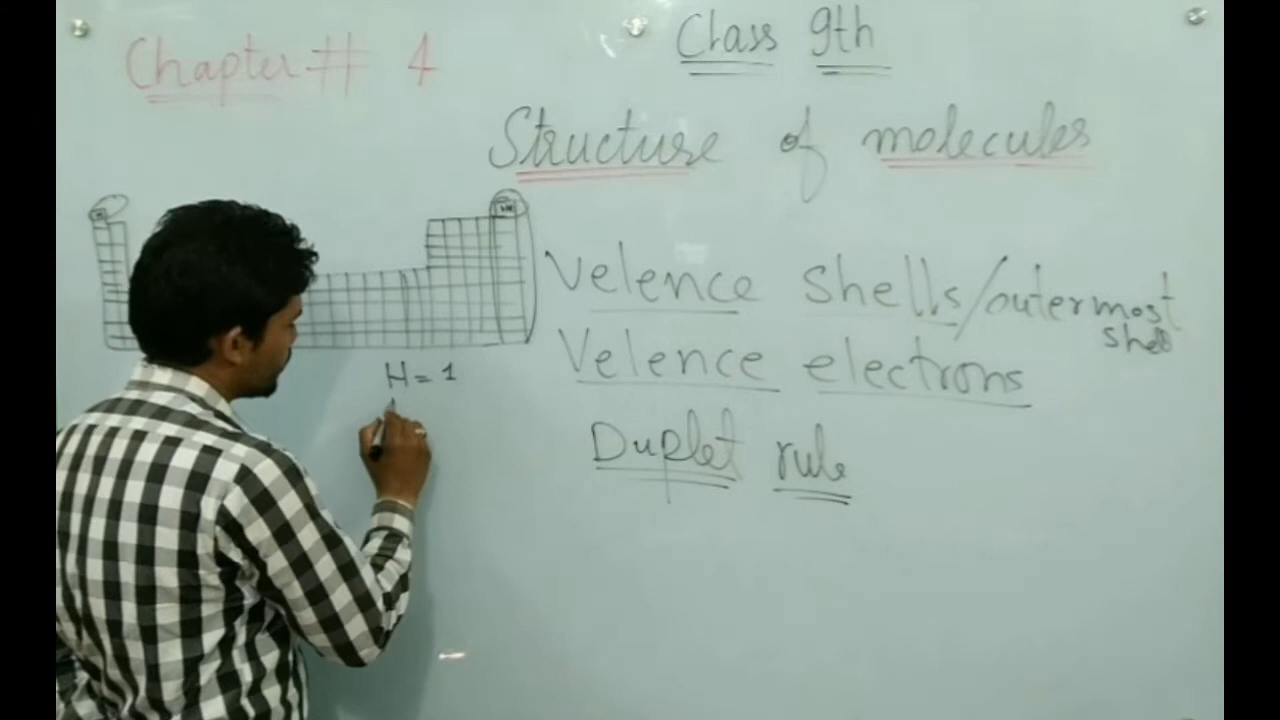 Chapter # 4
Class 9th
Structure of molecules
Velence shells/outermost
shell
Velence electrons
Duplet rule
H = 1